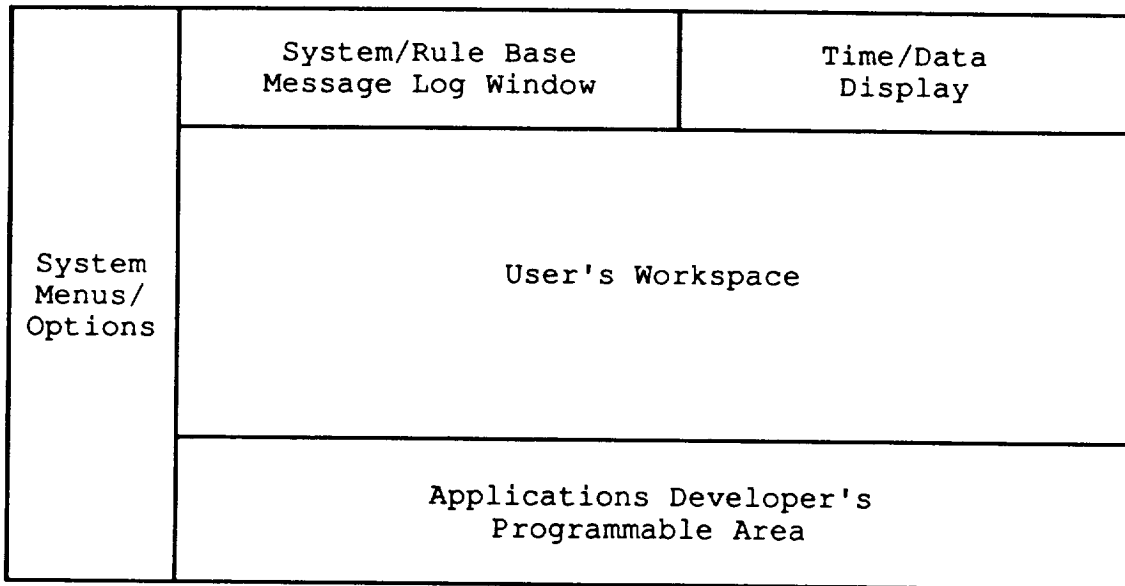 System/Rule Base
Message Log Window
Time/Data
Display
System
Menus/
Options
User's Workspace
Applications Developer's
Programmable Area